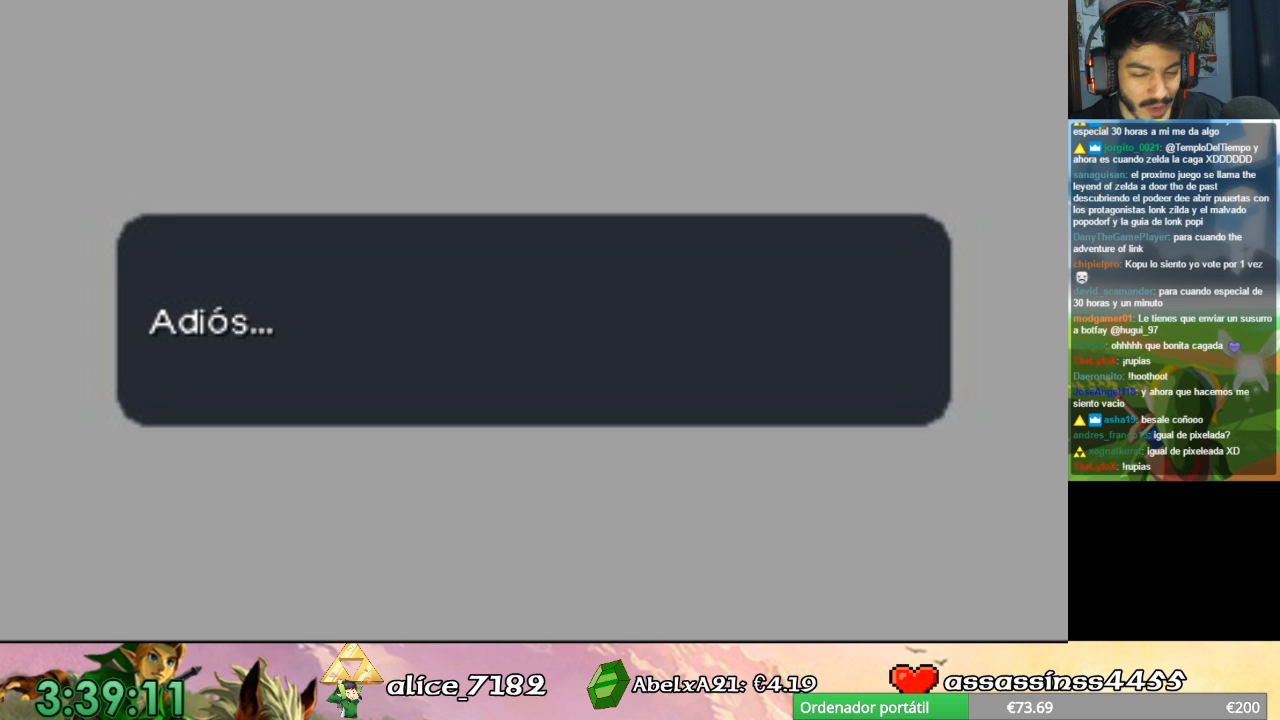 Adiós...
especial 30 horas a mi me da algo
jorgito_0021: @TemploDelTiempo y
ahora es cuando zelda la caga XDDDDDD
sanaguisan: el proximo juego se llama the
leyend of zelda a door tho de past
descubriendo el podeer dee abrir puuertas con
los protagonistas lonk zilda y el malvado
popodorf y la guia de lonk popi
DanyTheGamePlayer: para cuando the
adventure of link
chipielpro: Kopu lo siento yo vote por 1 vez
david_scamander: para cuando especial de
30 horas y un minuto
modgamer01: Le tienes que enviar un susurro
a botfay @hugui_97
ohhhhh que bonita cagada
¡rupias
Daeronxito: !hoothoot
y ahora que hacemos me
siento vacio
asha19: besale coñooo
igual de pixelada?
igual de pixeleada XD
!rupias
3:39:11
alice_7182
AbelxA21: €4.19
assassinss4455
Ordenador portátil €73.69 €200